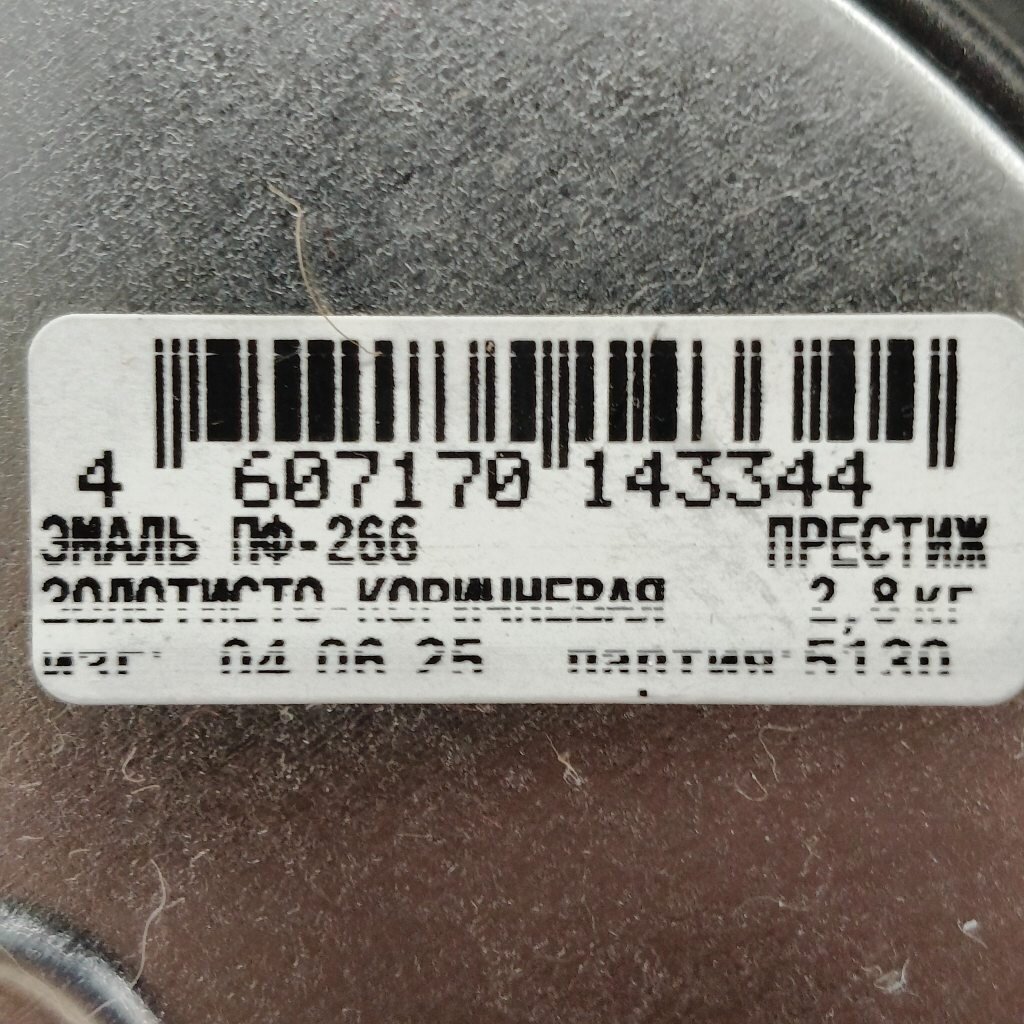 4 607170 143344
ЭМАЛЬ ПФ-266 ПРЕСТИЖ
ЗОЛОТИСТО КОРИЧНЕВАЯ 2,8кг
изг. 04.06.25 партия:5130